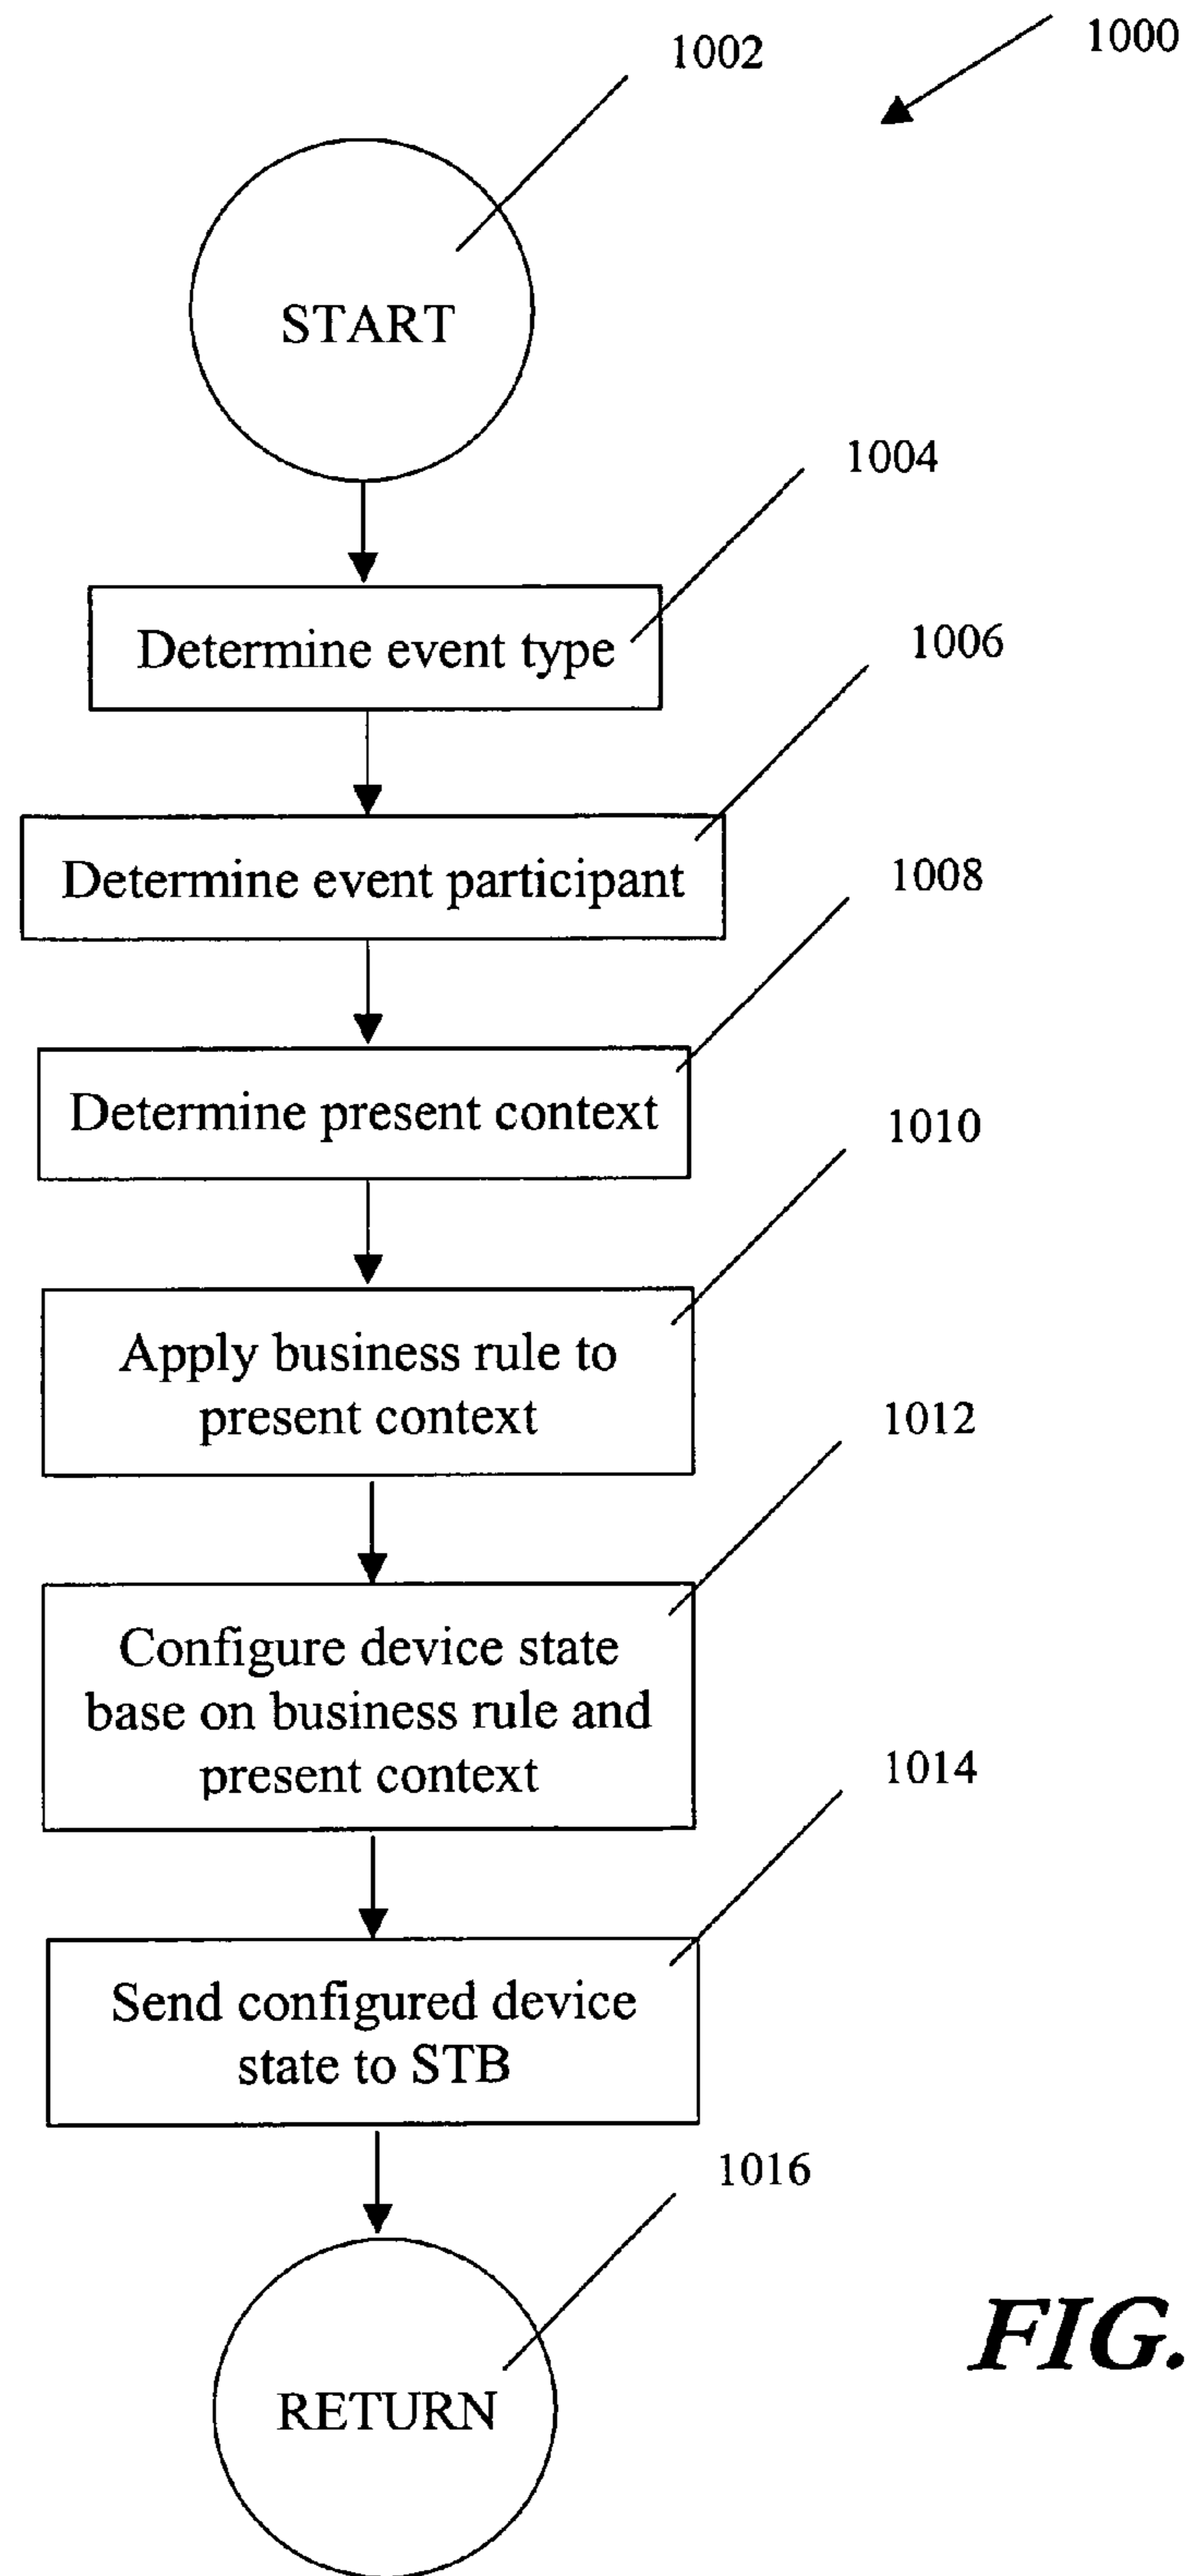 1000
1002
START
1004
Determine event type
1006
Determine event participant
1008
Determine present context
1010
Apply business rule to
present context
1012
Configure device state
base on business rule and
present context
1014
Send configured device
state to STB
1016
RETURN
FIG.